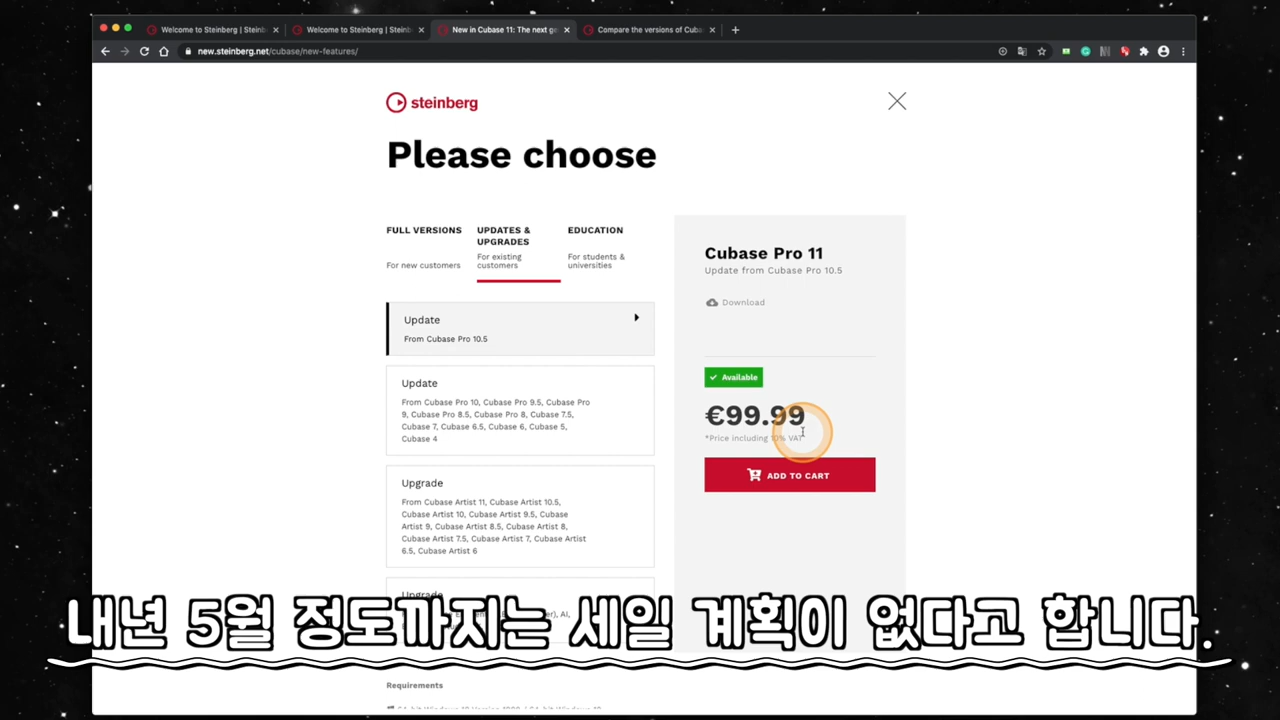 Welcome to Steinberg | Steinb
Welcome to Steinberg | Steinb
New in Cubase 11: The next ge
Compare the versions of Cuba
new.steinberg.net/cubase/new-features/
steinberg
Please choose
FULL VERSIONS
For new customers
UPDATES &
UPGRADES
For existing
customers
EDUCATION
For students &
universities
Update
From Cubase Pro 10.5
Update
From Cubase Pro 10, Cubase Pro 9.5, Cubase Pro
9, Cubase Pro 8.5, Cubase Pro 8, Cubase 7.5,
Cubase 7, Cubase 6.5, Cubase 6, Cubase 5,
Cubase 4
Upgrade
From Cubase Artist 11, Cubase Artist 10.5,
Cubase Artist 10, Cubase Artist 9.5, Cubase
Artist 9, Cubase Artist 8.5, Cubase Artist 8,
Cubase Artist 7.5, Cubase Artist 7, Cubase Artist
6.5, Cubase Artist 6
Upgrade
AI,
Cubase Pro 11
Update from Cubase Pro 10.5
Download
Available
€99.99
*Price including 10% VAT
ADD TO CART
내년 5월 정도까지는 세일 계획이 없다고 합니다.
Requirements